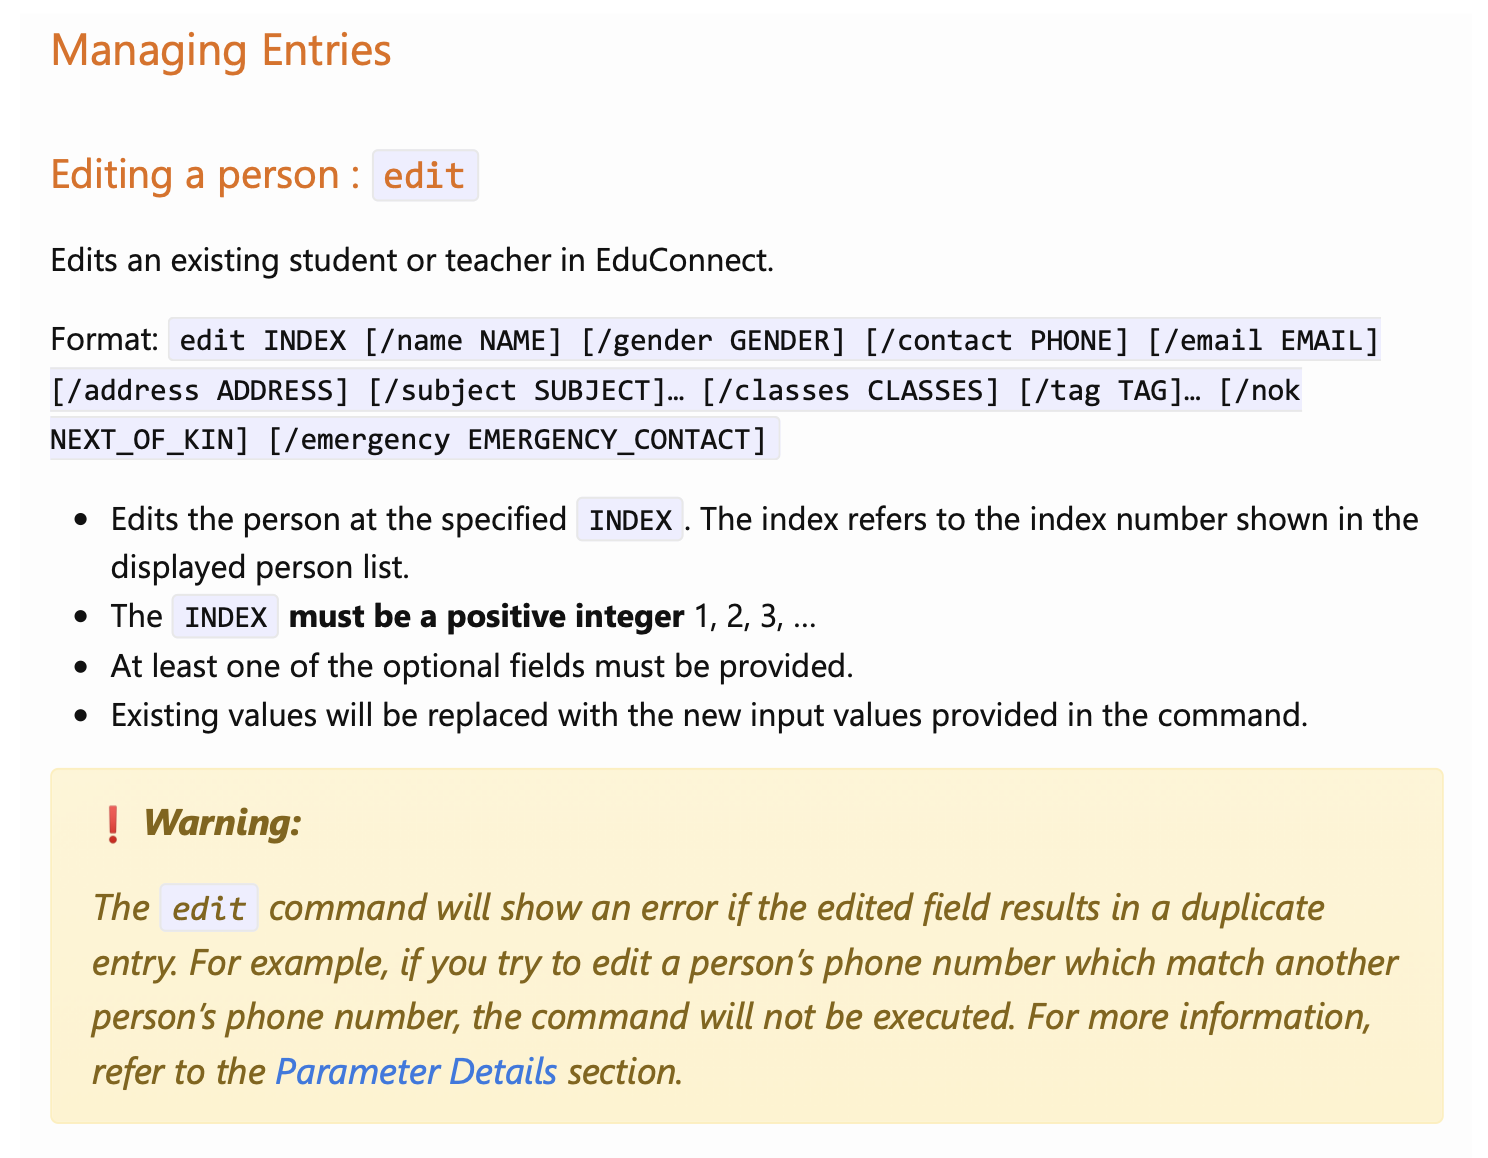 Managing Entries
Editing a person : edit
Edits an existing student or teacher in EduConnect.
Format: edit INDEX [/name NAME] [/gender GENDER] [/contact PHONE] [/email EMAIL]
[/address ADDRESS] [/subject SUBJECT]… [/classes CLASSES] [/tag TAG]… [/nok
NEXT_OF_KIN] [/emergency EMERGENCY_CONTACT]
• Edits the person at the specified INDEX. The index refers to the index number shown in the
displayed person list.
• The INDEX must be a positive integer 1, 2, 3, …
• At least one of the optional fields must be provided.
• Existing values will be replaced with the new input values provided in the command.
❗ Warning:
The edit command will show an error if the edited field results in a duplicate
entry. For example, if you try to edit a person’s phone number which match another
person’s phone number, the command will not be executed. For more information,
refer to the Parameter Details section.